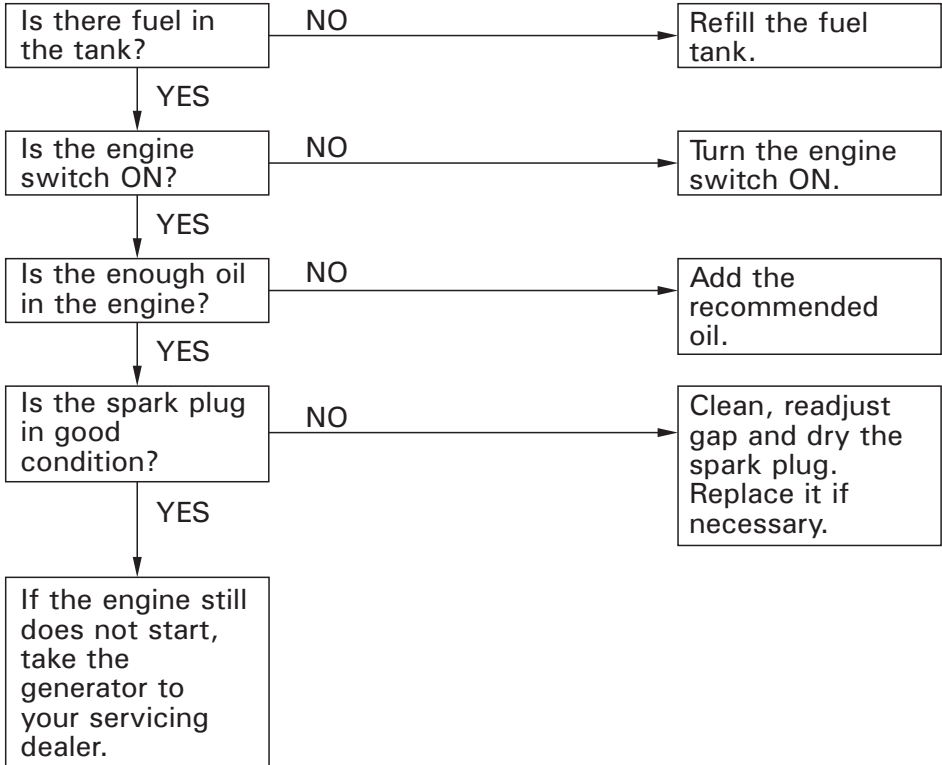 Is there fuel in
the tank?
NO
Refill the fuel
tank.
YES
Is the engine
switch ON?
NO
Turn the engine
switch ON.
YES
Is the enough oil
in the engine?
NO
Add the
recommended
oil.
YES
Is the spark plug
in good
condition?
NO
Clean, readjust
gap and dry the
spark plug.
Replace it if
necessary.
YES
If the engine still
does not start,
take the
generator to
your servicing
dealer.